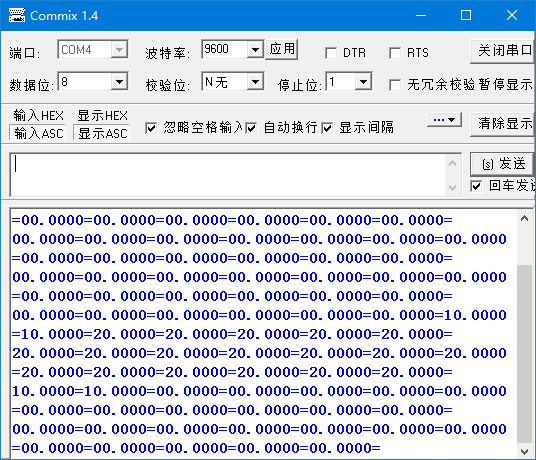 Commix 1.4
端口: COM4 波特率: 9600 应用 DTR RTS 关闭串口
数据位: 8 校验位: N 无 停止位: 1 无冗余校验 暂停显示
输入HEX 显示HEX
输入ASC 显示ASC 忽略空格输入 自动换行 显示间隔 ... 清除显示
(s) 发送
回车发送
=00.0000=00.0000=00.0000=00.0000=00.0000=00.0000=
00.0000=00.0000=00.0000=00.0000=00.0000=00.0000=00.0000
=00.0000=00.0000=00.0000=00.0000=00.0000=00.0000=
00.0000=00.0000=00.0000=00.0000=00.0000=00.0000=00.0000
=00.0000=00.0000=00.0000=00.0000=00.0000=00.0000=
00.0000=00.0000=00.0000=00.0000=00.0000=00.0000=10.0000
=10.0000=20.0000=20.0000=20.0000=20.0000=20.0000=
20.0000=20.0000=20.0000=20.0000=20.0000=20.0000=20.0000
=20.0000=20.0000=20.0000=20.0000=20.0000=20.0000=
10.0000=10.0000=00.0000=00.0000=00.0000=00.0000=00.0000
=00.0000=00.0000=00.0000=00.0000=00.0000=00.0000=
00.0000=00.0000=00.0000=00.0000=00.0000=00.0000=00.0000
=00.0000=00.0000=00.0000=00.0000=00.0000=